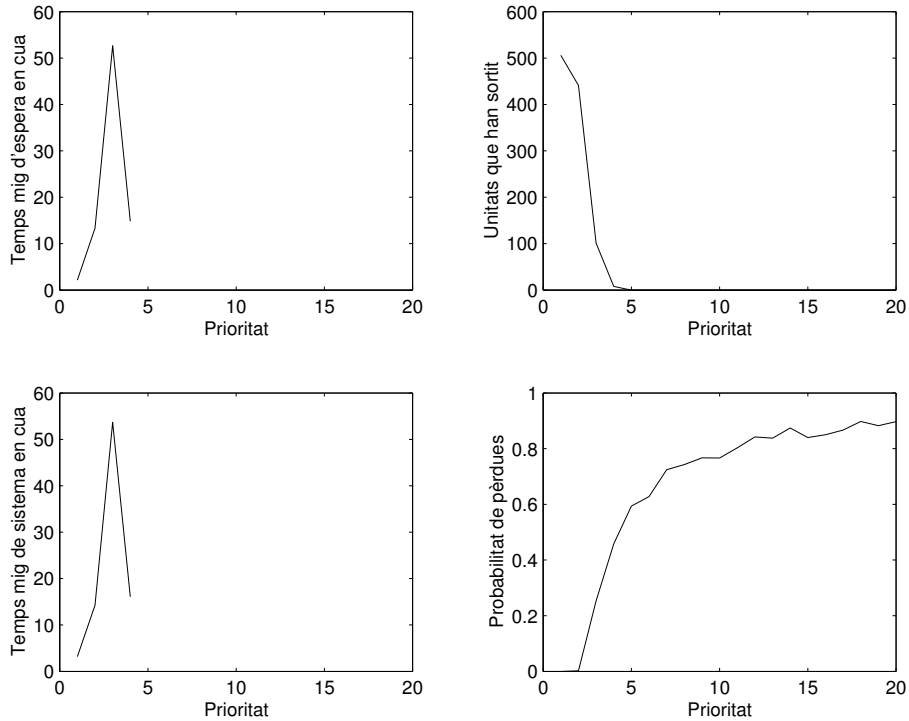 60
50
40
30
20
10
0
Temps mig d'espera en cua
0 5 10 15 20
Prioritat
600
500
400
300
200
100
0
Unitats que han sortit
0 5 10 15 20
Prioritat
60
50
40
30
20
10
0
Temps mig de sistema en cua
0 5 10 15 20
Prioritat
1
0.8
0.6
0.4
0.2
0
Probabilitat de pèrdues
0 5 10 15 20
Prioritat